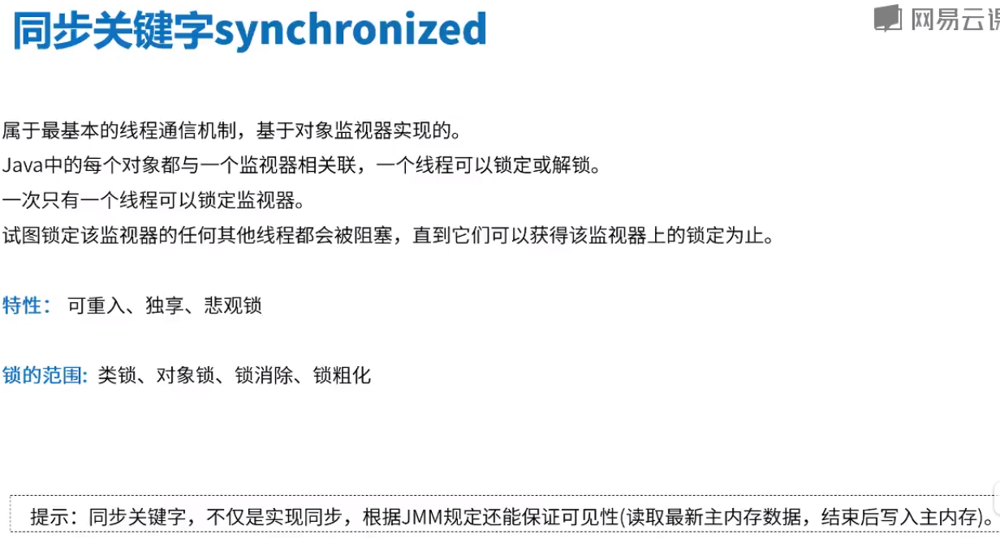 同步关键字synchronized
网易云课
属于最基本的线程通信机制，基于对象监视器实现的。
Java中的每个对象都与一个监视器相关联，一个线程可以锁定或解锁。
一次只有一个线程可以锁定监视器。
试图锁定该监视器的任何其他线程都会被阻塞，直到它们可以获得该监视器上的锁定为止。
特性： 可重入、独享、悲观锁
锁的范围: 类锁、对象锁、锁消除、锁粗化
提示：同步关键字，不仅是实现同步，根据JMM规定还能保证可见性(读取最新主内存数据，结束后写入主内存)。